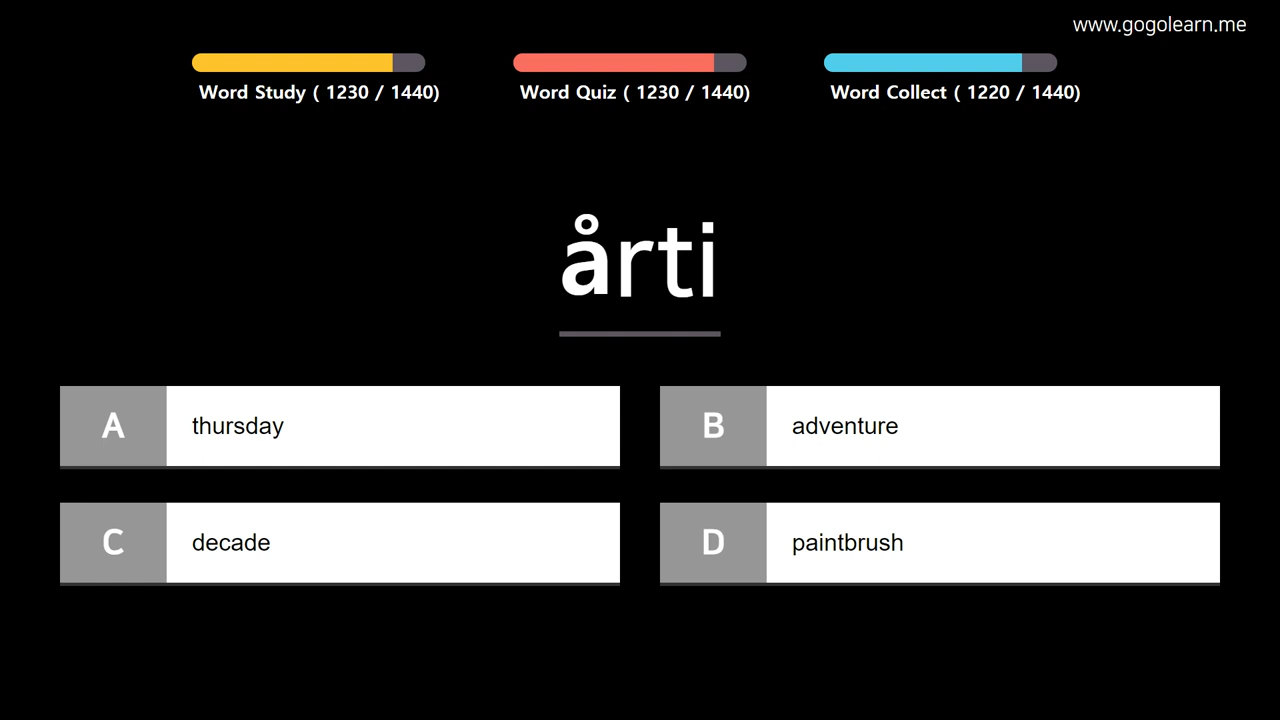 www.gogolearn.me
Word Study ( 1230 / 1440)
Word Quiz ( 1230 / 1440)
Word Collect ( 1220 / 1440)
årti
A thursday
B adventure
C decade
D paintbrush